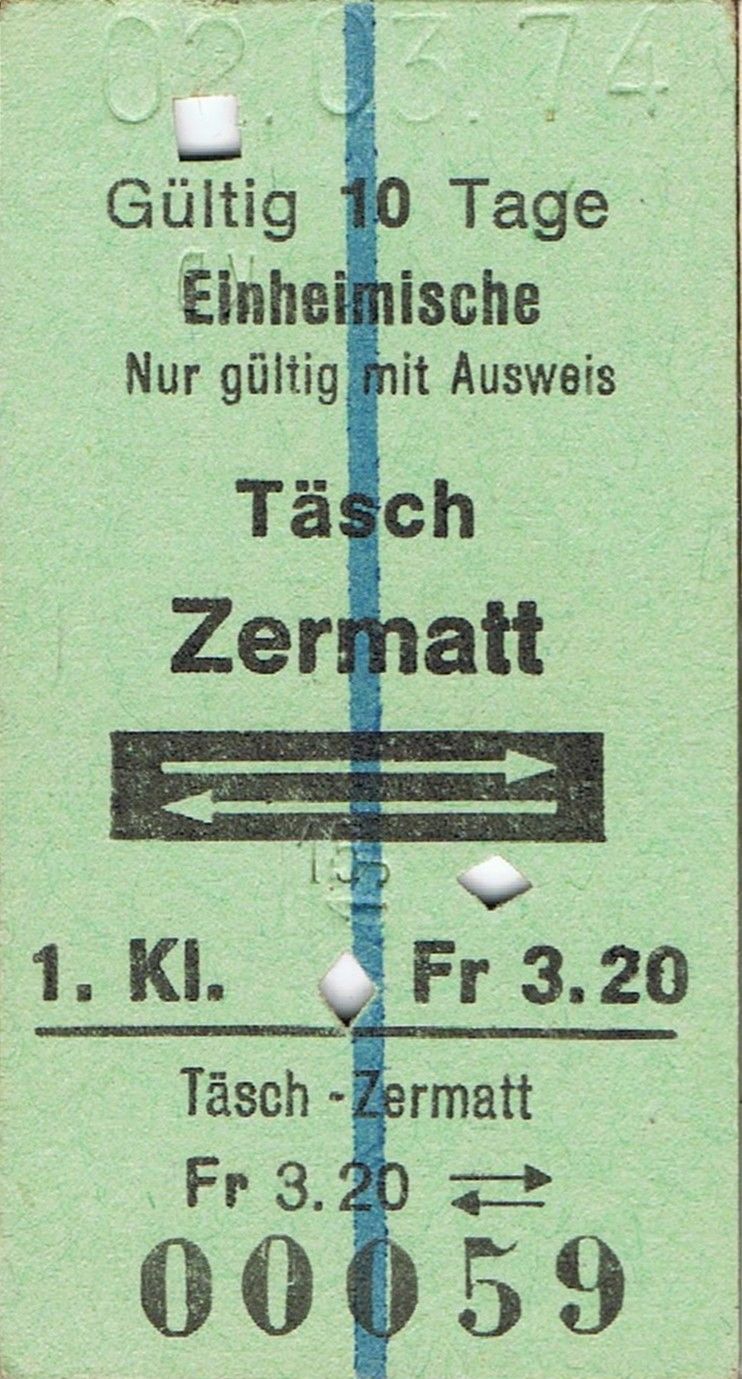 02.03.74
Gültig 10 Tage
Einheimische
Nur gültig mit Ausweis
Täsch
Zermatt
1. Kl. Fr 3.20
Täsch - Zermatt
Fr 3.20
00059